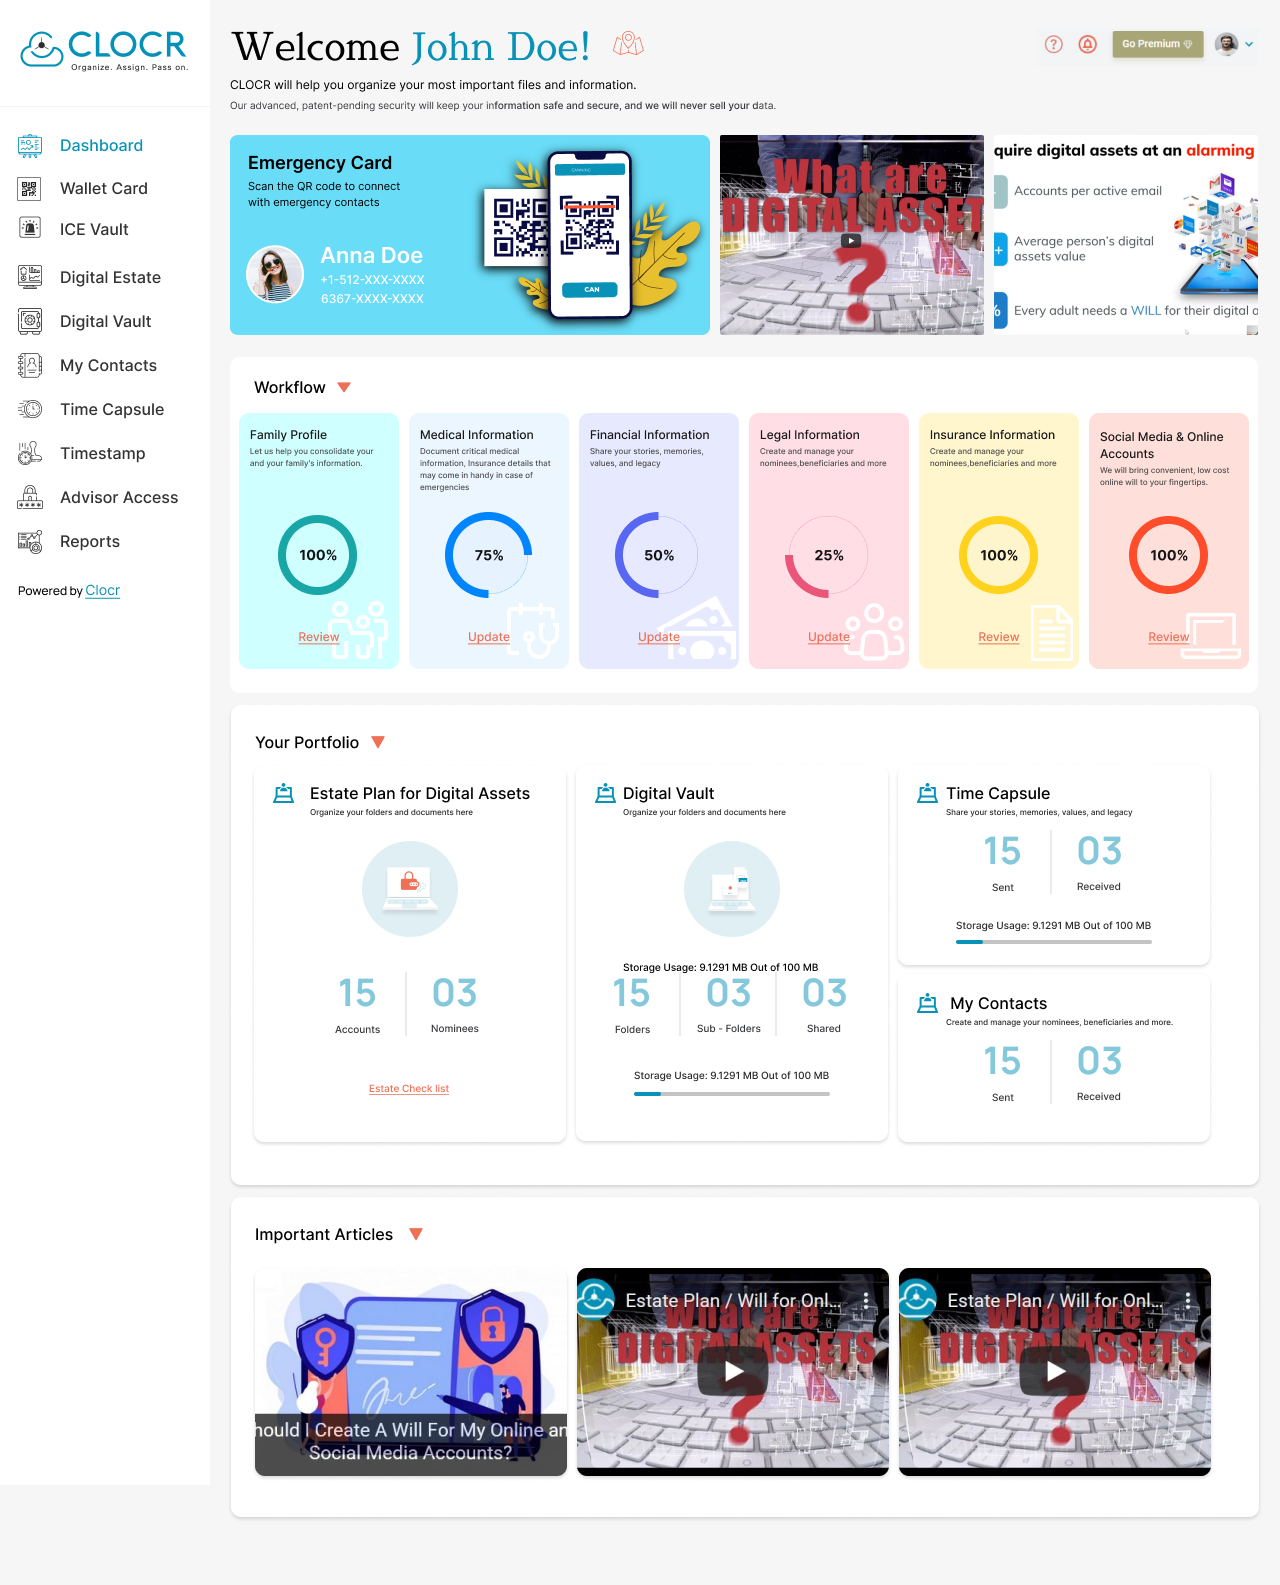 CLOCR
Organize. Assign. Pass on.
Dashboard
Wallet Card
ICE Vault
Digital Estate
Digital Vault
My Contacts
Time Capsule
Timestamp
Advisor Access
Reports
Powered by Clocr
Welcome John Doe!
Go Premium
CLOCR will help you organize your most important files and information.
Our advanced, patent-pending security will keep your information safe and secure, and we will never sell your data.
Emergency Card
Scan the QR code to connect
with emergency contacts
Anna Doe
+1-512-XXX-XXXX
6367-XXXX-XXXX
CAN
What are
DIGITAL ASSET
?
quire digital assets at an alarming
Accounts per active email
+
Average person's digital
assets value
%
Every adult needs a WILL for their digital a
Workflow
Family Profile
Let us help you consolidate your
and your family's information.
100%
Review
Medical Information
Document critical medical
information, Insurance details that
may come in handy in case of
emergencies
75%
Update
Financial Information
Share your stories, memories,
values, and legacy
50%
Update
Legal Information
Create and manage your
nominees,beneficiaries and more
25%
Update
Insurance Information
Create and manage your
nominees,beneficiaries and more
100%
Review
Social Media & Online
Accounts
We will bring convenient, low cost
online will to your fingertips.
100%
Review
Your Portfolio
Estate Plan for Digital Assets
Organize your folders and documents here
15
Accounts
03
Nominees
Estate Check list
Digital Vault
Organize your folders and documents here
Storage Usage: 9.1291 MB Out of 100 MB
15
Folders
03
Sub - Folders
03
Shared
Storage Usage: 9.1291 MB Out of 100 MB
Time Capsule
Share your stories, memories, values, and legacy
15
Sent
03
Received
Storage Usage: 9.1291 MB Out of 100 MB
My Contacts
Create and manage your nominees, beneficiaries and more.
15
Sent
03
Received
Important Articles
hould I Create A Will For My Online an
Social Media Accounts?
Estate Plan / Will for Onl...
What are
DIGITAL ASSETS
?
Estate Plan / Will for Onl...
What are
DIGITAL ASSETS
?